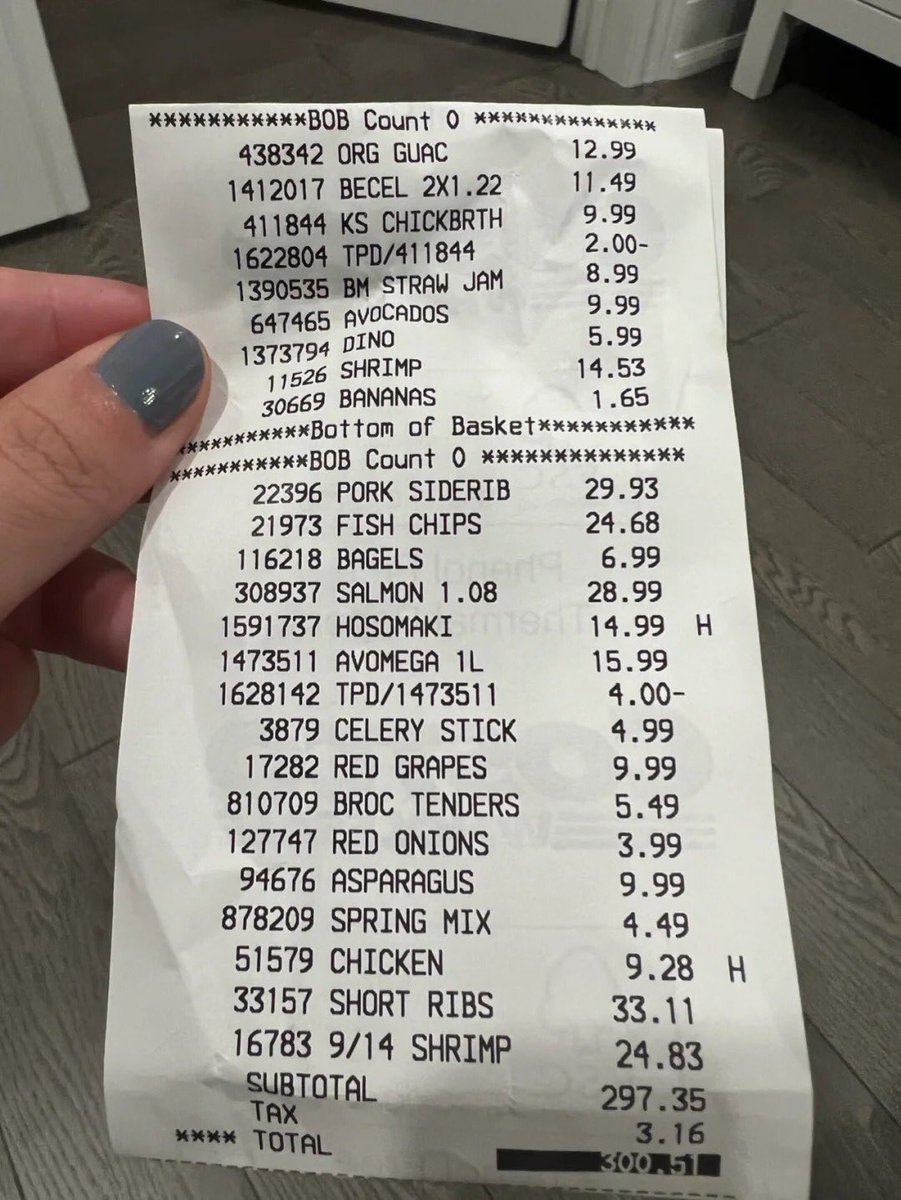 ***********BOB Count 0 **************
438342 ORG GUAC 12.99
1412017 BECEL 2X1.22 11.49
411844 KS CHICKBRTH 9.99
1622804 TPD/411844 2.00-
1390535 BM STRAW JAM 8.99
647465 AVOCADOS 9.99
1373794 DINO 5.99
11526 SHRIMP 14.53
30669 BANANAS 1.65
***********Bottom of Basket************
***********BOB Count 0 **************
22396 PORK SIDERIB 29.93
21973 FISH CHIPS 24.68
116218 BAGELS 6.99
308937 SALMON 1.08 28.99
1591737 HOSOMAKI 14.99 H
1473511 AVOMEGA 1L 15.99
1628142 TPD/1473511 4.00-
3879 CELERY STICK 4.99
17282 RED GRAPES 9.99
810709 BROC TENDERS 5.49
127747 RED ONIONS 3.99
94676 ASPARAGUS 9.99
878209 SPRING MIX 4.49
51579 CHICKEN 9.28 H
33157 SHORT RIBS 33.11
16783 9/14 SHRIMP 24.83
SUBTOTAL 297.35
TAX 3.16
**** TOTAL 300.51